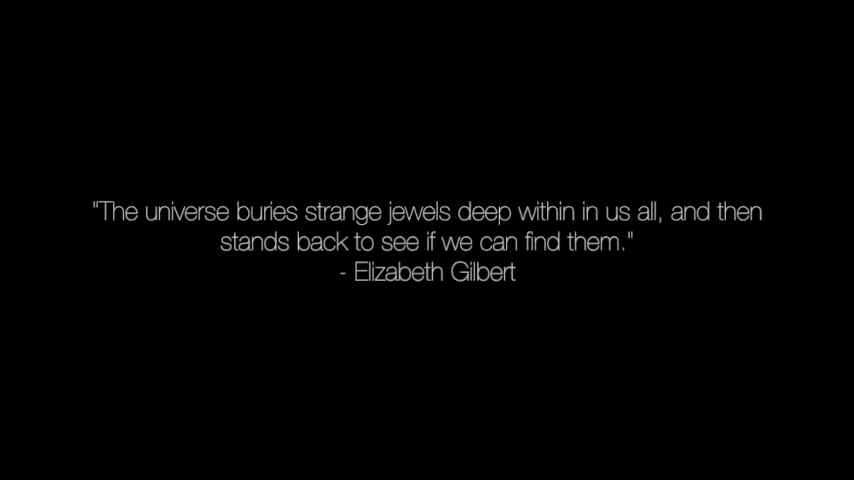 "The universe buries strange jewels deep within in us all, and then
stands back to see if we can find them."
- Elizabeth Gilbert